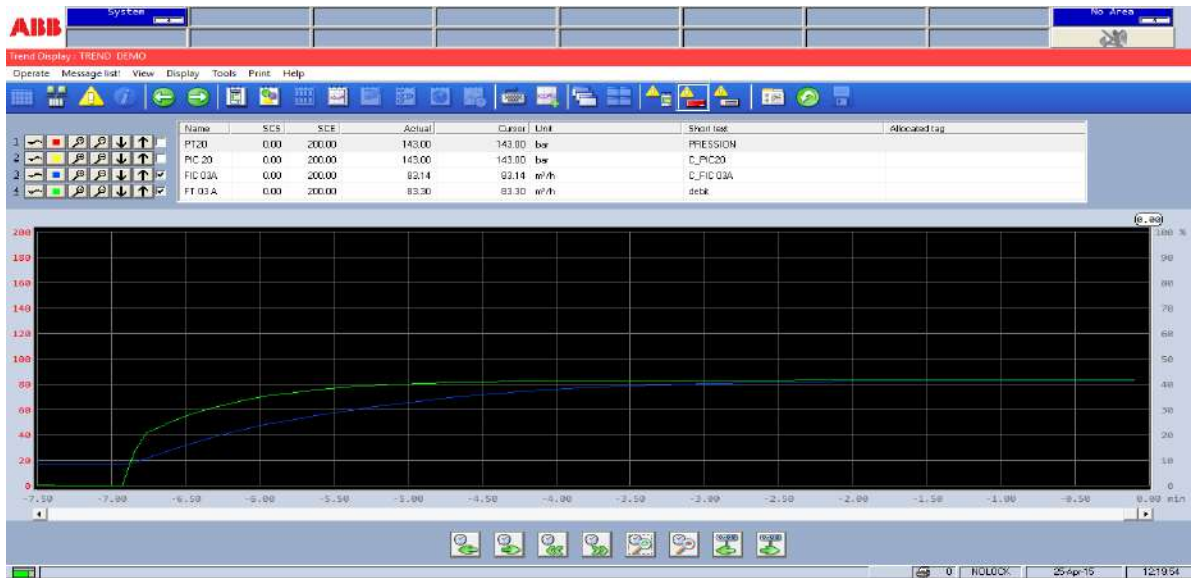 ABB
System
No Area
Trend Display : TREND DEMO
Operate Message list! View Display Tools Print Help
Name SCS SCE Actual Cursor Unit Short text Allocated tag
1 PT20 0.00 200.00 143.00 143.00 bar PRESSION
2 PIC 20 0.00 200.00 143.00 143.00 bar C_PIC20
3 FIC 03A 0.00 200.00 83.14 83.14 m³/h C_FIC 03A
4 FT 03 A 0.00 200.00 83.30 83.30 m³/h debit
0.00
200 100 %
180 90
160 80
140 70
120 60
100 50
80 40
60 30
40 20
20 10
0 0
-7.50 -7.00 -6.50 -6.00 -5.50 -5.00 -4.50 -4.00 -3.50 -3.00 -2.50 -2.00 -1.50 -1.00 -0.50 0.00 min
0 NOLOCK 25-Apr-15 12:19:54